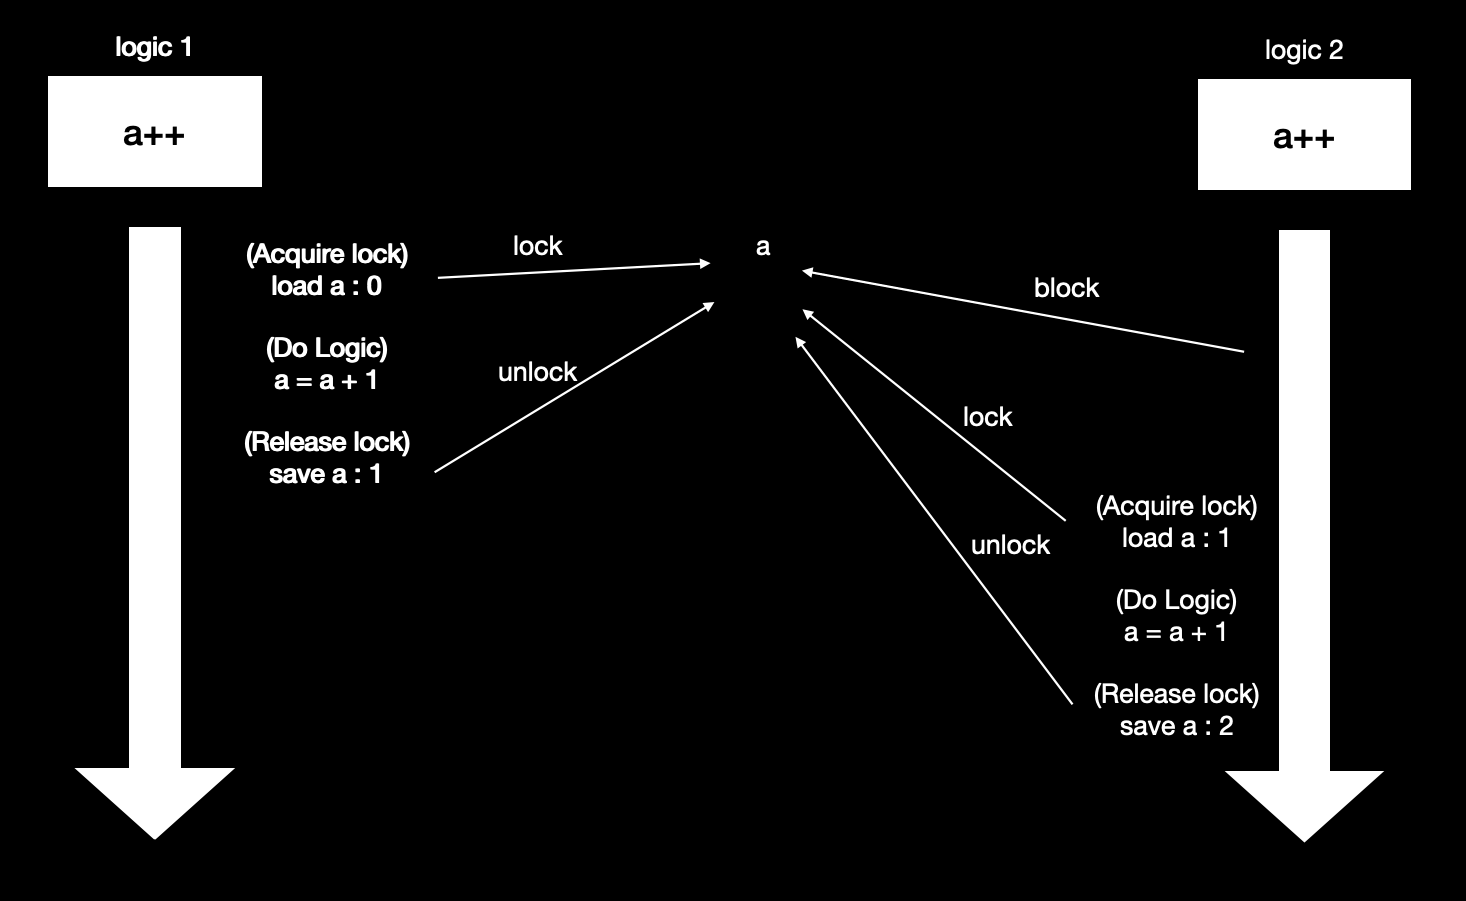 logic 1
a++
(Acquire lock)
load a : 0
(Do Logic)
a = a + 1
(Release lock)
save a : 1
lock
unlock
a
block
lock
unlock
logic 2
a++
(Acquire lock)
load a : 1
(Do Logic)
a = a + 1
(Release lock)
save a : 2